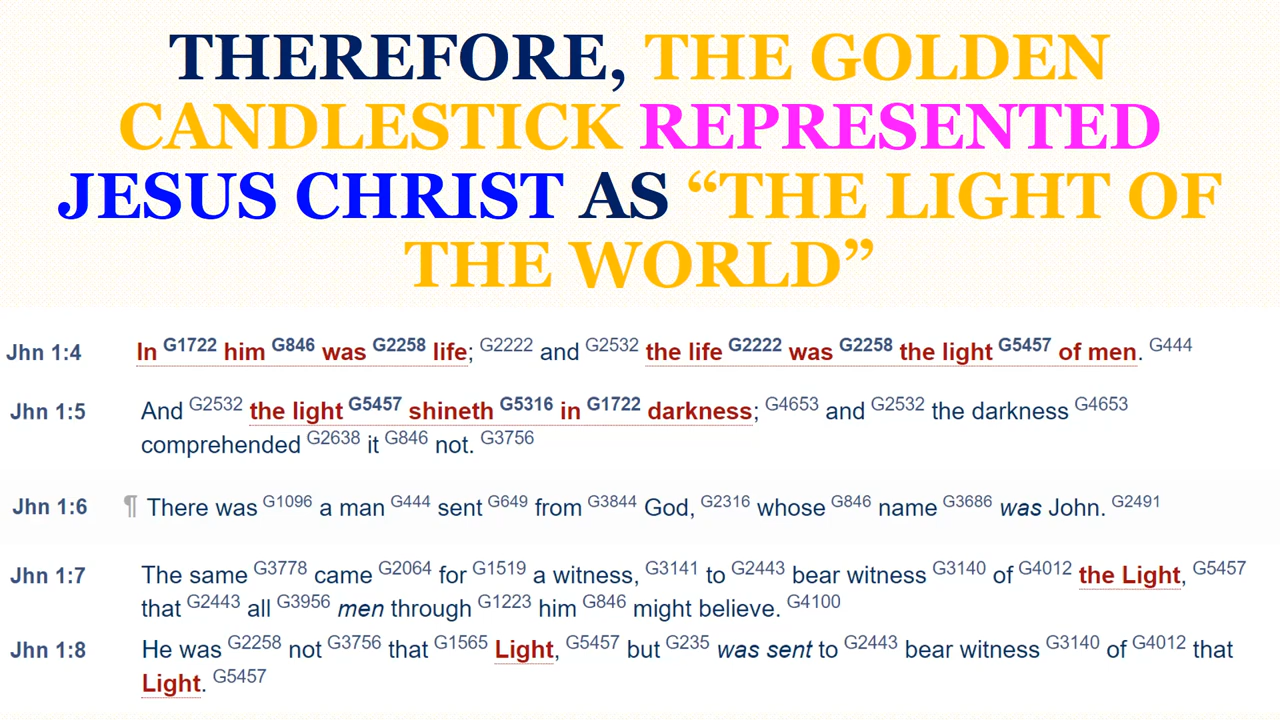 THEREFORE, THE GOLDEN
CANDLESTICK REPRESENTED
JESUS CHRIST AS “THE LIGHT OF
THE WORLD”
Jhn 1:4 In G1722 him G846 was G2258 life; G2222 and G2532 the life G2222 was G2258 the light G5457 of men. G444
Jhn 1:5 And G2532 the light G5457 shineth G5316 in G1722 darkness; G4653 and G2532 the darkness G4653
comprehended G2638 it G846 not. G3756
Jhn 1:6 ¶ There was G1096 a man G444 sent G649 from G3844 God, G2316 whose G846 name G3686 was John. G2491
Jhn 1:7 The same G3778 came G2064 for G1519 a witness, G3141 to G2443 bear witness G3140 of G4012 the Light, G5457
that G2443 all G3956 men through G1223 him G846 might believe. G4100
Jhn 1:8 He was G2258 not G3756 that G1565 Light, G5457 but G235 was sent to G2443 bear witness G3140 of G4012 that
Light. G5457